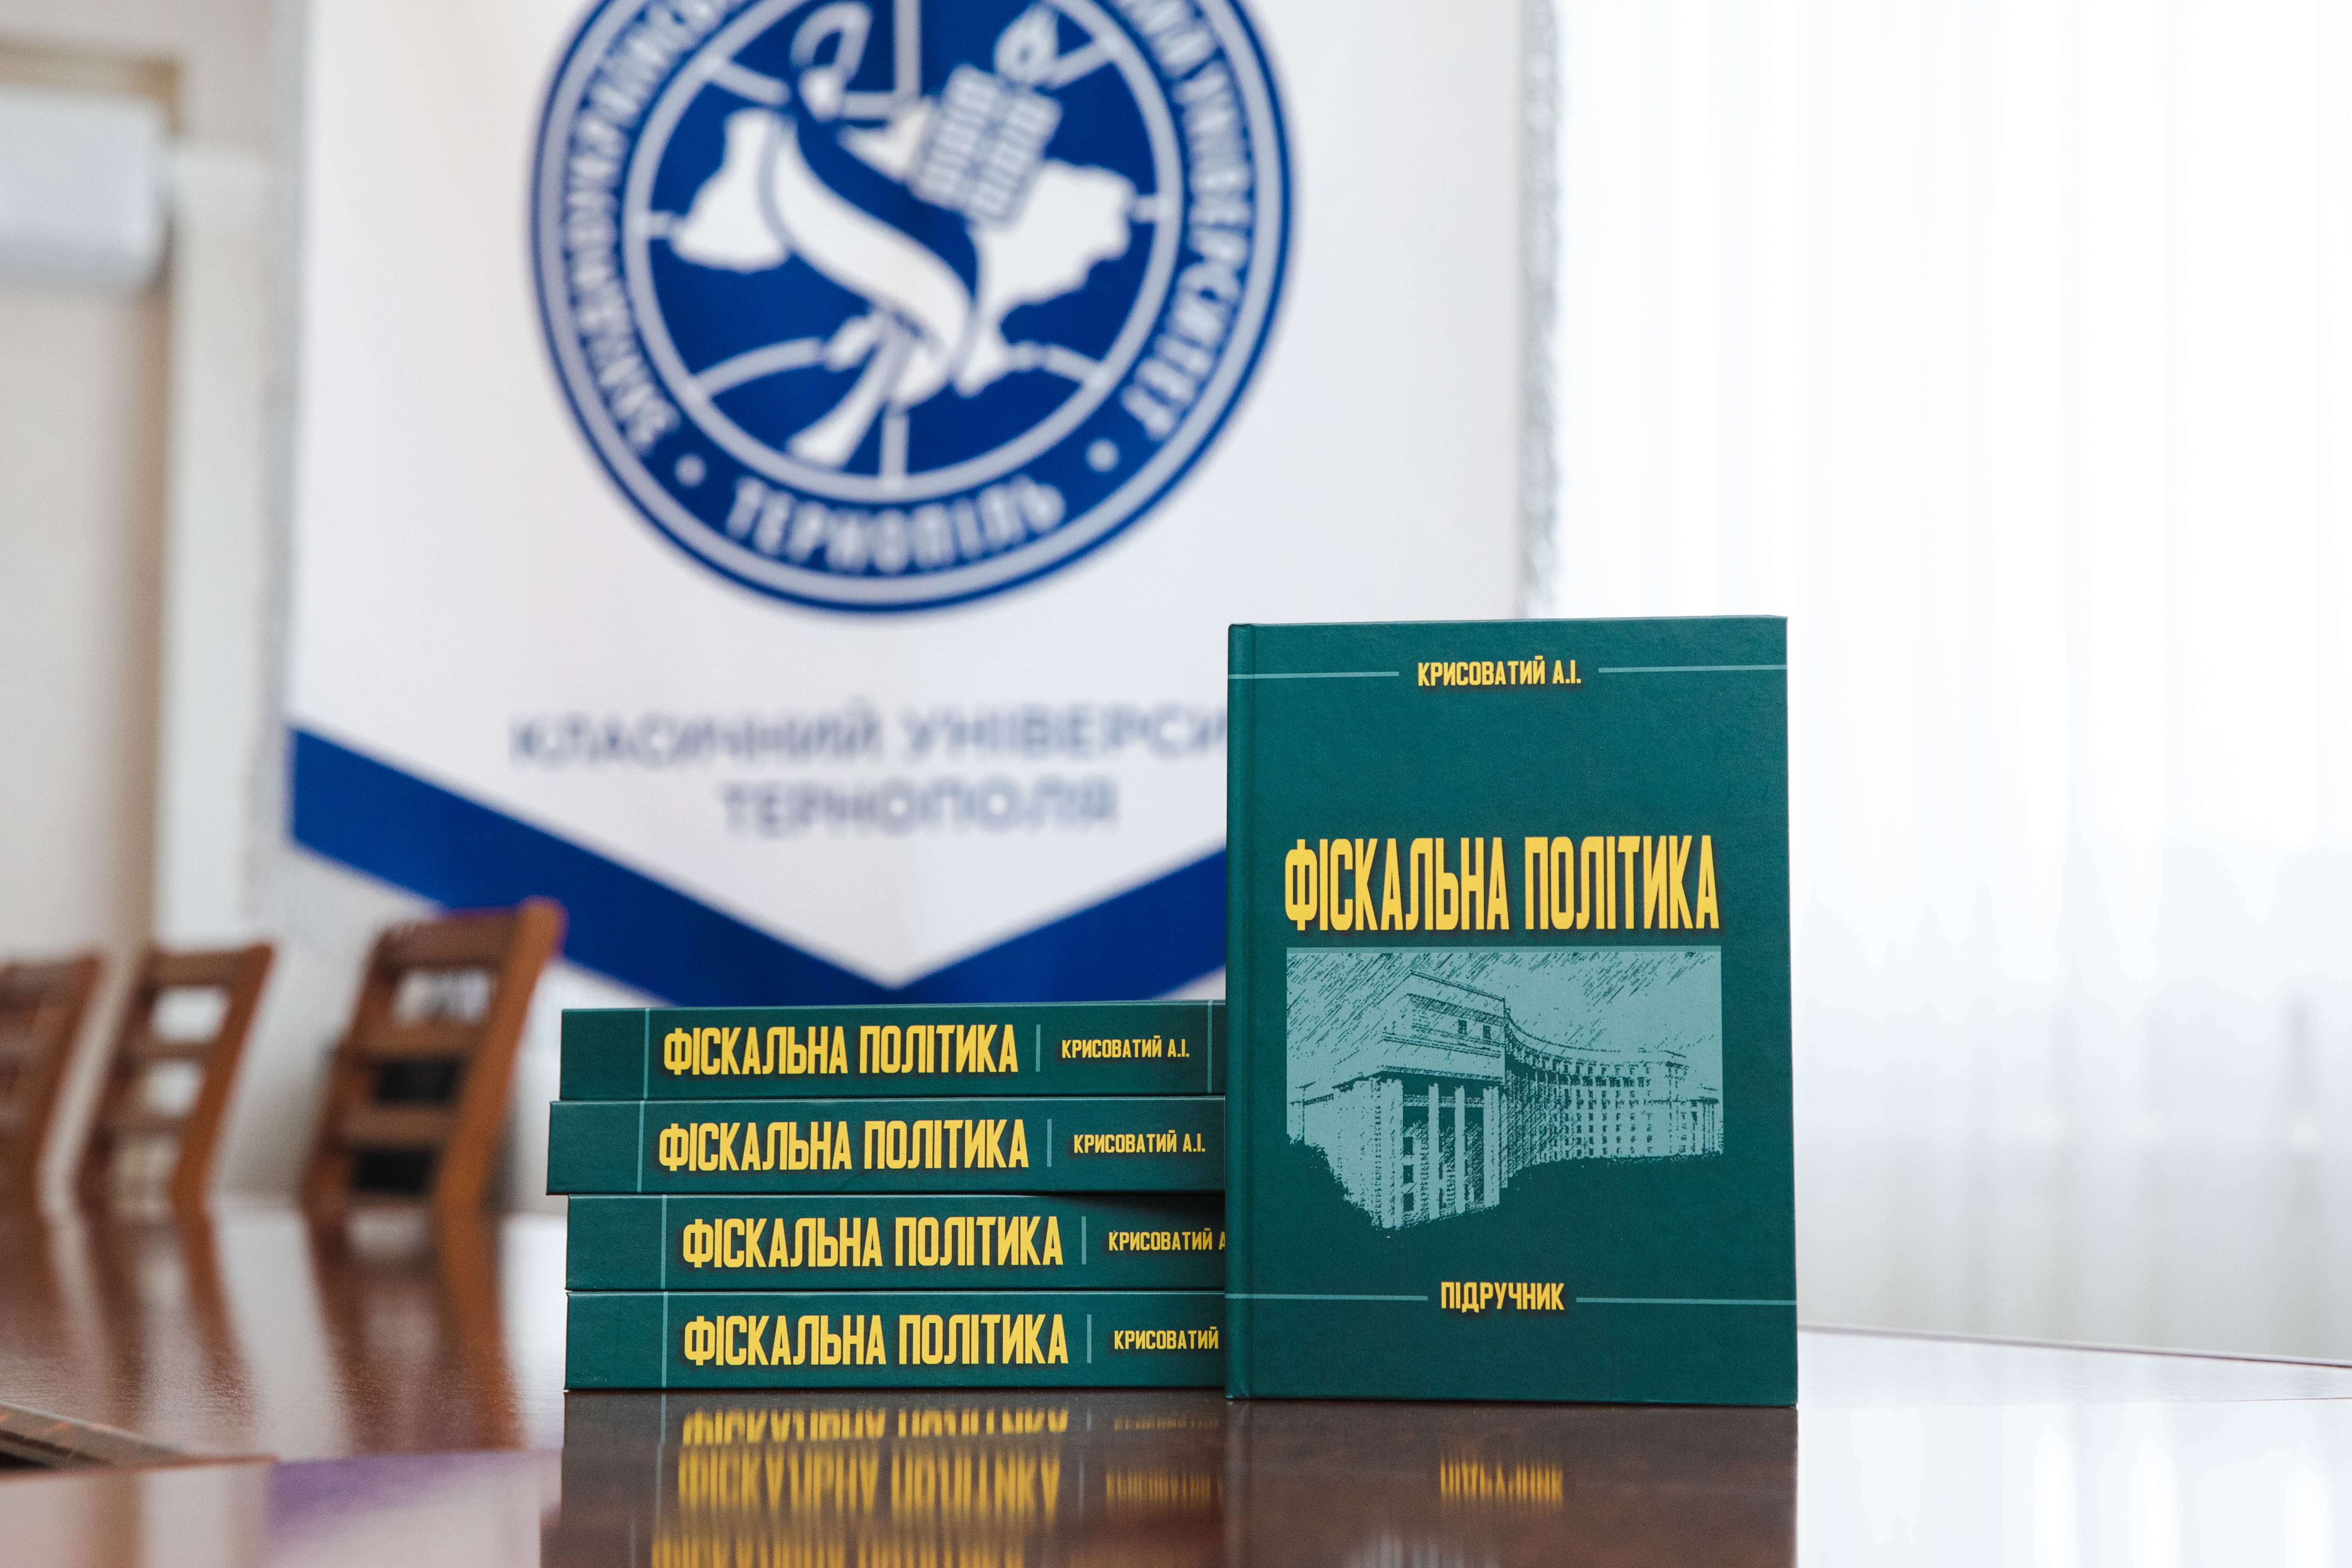 ТЕРНОПІЛЬ
КЛАСИЧНИЙ
ТЕРНОПОЛЯ
КРИСОВАТИЙ А.І.
ФІСКАЛЬНА ПОЛІТИКА
ПІДРУЧНИК
ФІСКАЛЬНА ПОЛІТИКА | КРИСОВАТИЙ А.І.
ФІСКАЛЬНА ПОЛІТИКА | КРИСОВАТИЙ А.І.
ФІСКАЛЬНА ПОЛІТИКА | КРИСОВАТИЙ А
ФІСКАЛЬНА ПОЛІТИКА | КРИСОВАТИЙ